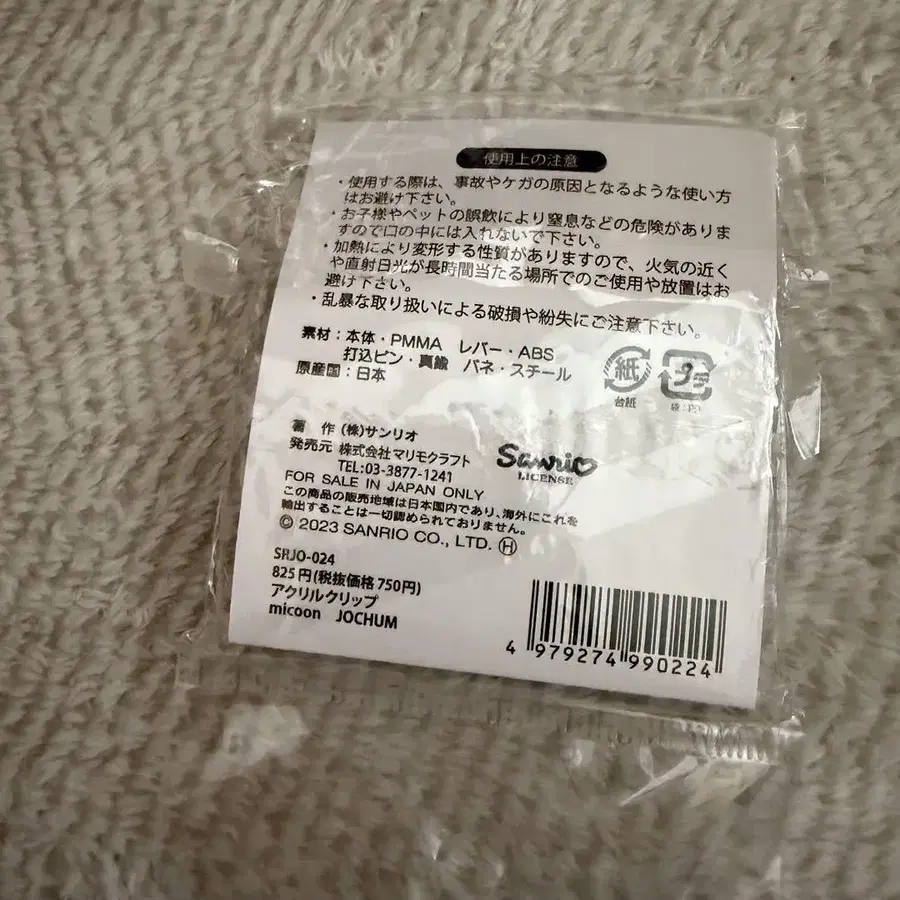 使用上の注意
・使用する際は、事故やケガの原因となるような使い方
はお避け下さい。
・お子様やペットの誤飲により窒息などの危険がありま
すので口の中には入れないで下さい。
・加熱により変形する性質がありますので、火気の近く
や直射日光が長時間当たる場所でのご使用や放置はお
避け下さい。
・乱暴な取り扱いによる破損や紛失にご注意下さい。
素材：本体・PMMA レバー・ABS
打込ピン・真鍮 バネ・スチール
原産国：日本
紙
台紙
プラ
著 作 (株)サンリオ
発売元 株式会社マリモクラフト
TEL:03-3877-1241
Sanrio
LICENSE
FOR SALE IN JAPAN ONLY
この商品の販売地域は日本国内であり、海外にこれを
輸出することは一切認められておりません。
© 2023 SANRIO CO., LTD. Ⓗ
SRJO-024
825円(税抜価格750円)
アクリルクリップ
micoon JOCHUM
4 979274 990224